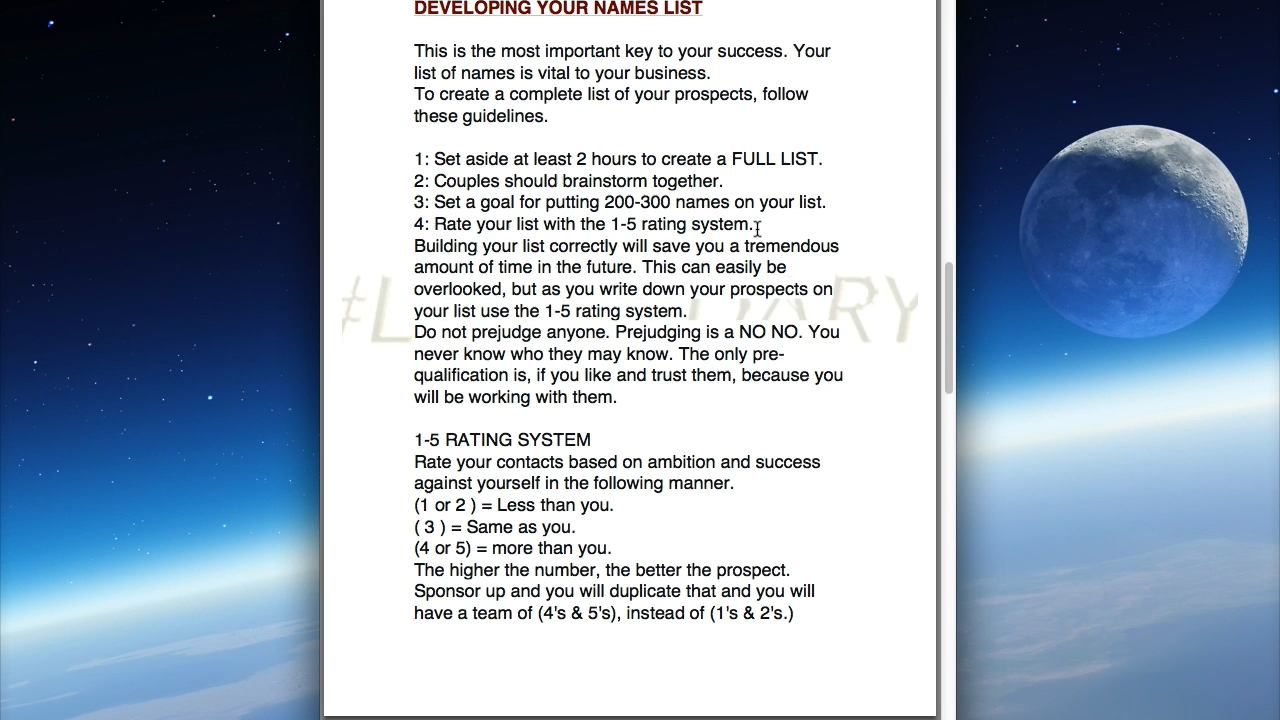 DEVELOPING YOUR NAMES LIST
This is the most important key to your success. Your
list of names is vital to your business.
To create a complete list of your prospects, follow
these guidelines.
1: Set aside at least 2 hours to create a FULL LIST.
2: Couples should brainstorm together.
3: Set a goal for putting 200-300 names on your list.
4: Rate your list with the 1-5 rating system.
Building your list correctly will save you a tremendous
amount of time in the future. This can easily be
overlooked, but as you write down your prospects on
your list use the 1-5 rating system.
Do not prejudge anyone. Prejudging is a NO NO. You
never know who they may know. The only pre-
qualification is, if you like and trust them, because you
will be working with them.
1-5 RATING SYSTEM
Rate your contacts based on ambition and success
against yourself in the following manner.
(1 or 2 ) = Less than you.
( 3 ) = Same as you.
(4 or 5) = more than you.
The higher the number, the better the prospect.
Sponsor up and you will duplicate that and you will
have a team of (4's & 5's), instead of (1's & 2's.)